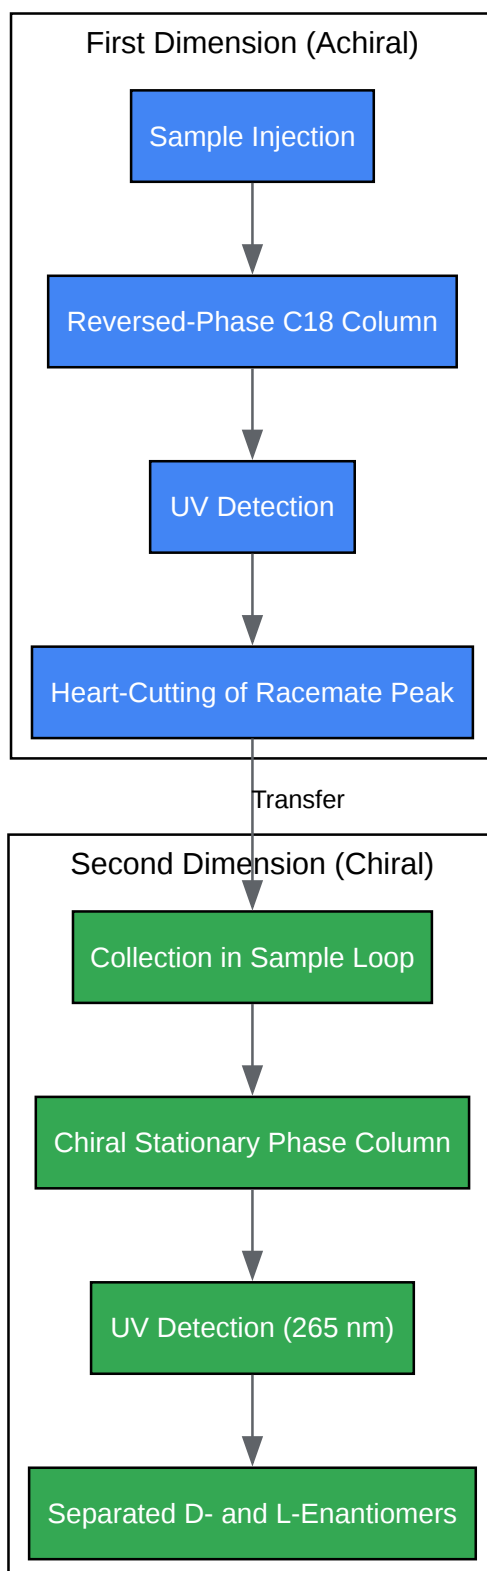 First Dimension (Achiral)
Sample Injection
Reversed-Phase C18 Column
UV Detection
Heart-Cutting of Racemate Peak
Transfer
Second Dimension (Chiral)
Collection in Sample Loop
Chiral Stationary Phase Column
UV Detection (265 nm)
Separated D- and L-Enantiomers